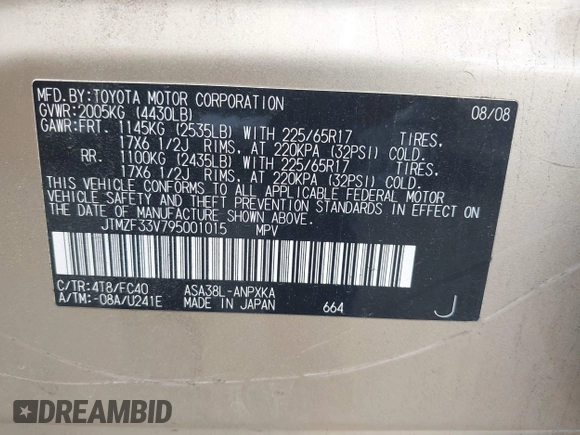 MFD.BY:TOYOTA MOTOR CORPORATION 08/08
GVWR:2005KG (4430LB)
GAWR:FRT. 1145KG (2535LB) WITH 225/65R17 TIRES,
17X6 1/2J RIMS, AT 220KPA (32PSI) COLD.
RR. 1100KG (2435LB) WITH 225/65R17 TIRES,
17X6 1/2J RIMS, AT 220KPA (32PSI) COLD.
THIS VEHICLE CONFORMS TO ALL APPLICABLE FEDERAL MOTOR
VEHICLE SAFETY AND THEFT PREVENTION STANDARDS IN EFFECT
ON THE DATE OF MANUFACTURE SHOWN ABOVE.
JTMZF33V795001015 MPV
C/TR:4T8/FC40 ASA38L-ANPXKA
A/TM:-08A/U241E MADE IN JAPAN 664 J
DREAMBID